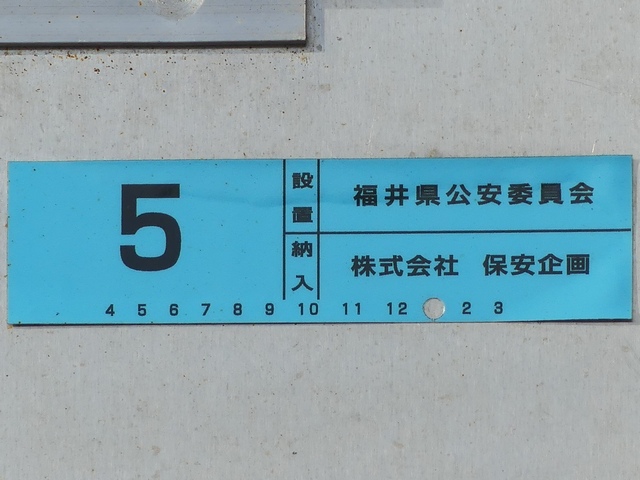 5
設置
福井県公安委員会
納入
株式会社 保安企画
4 5 6 7 8 9 10 11 12 2 3